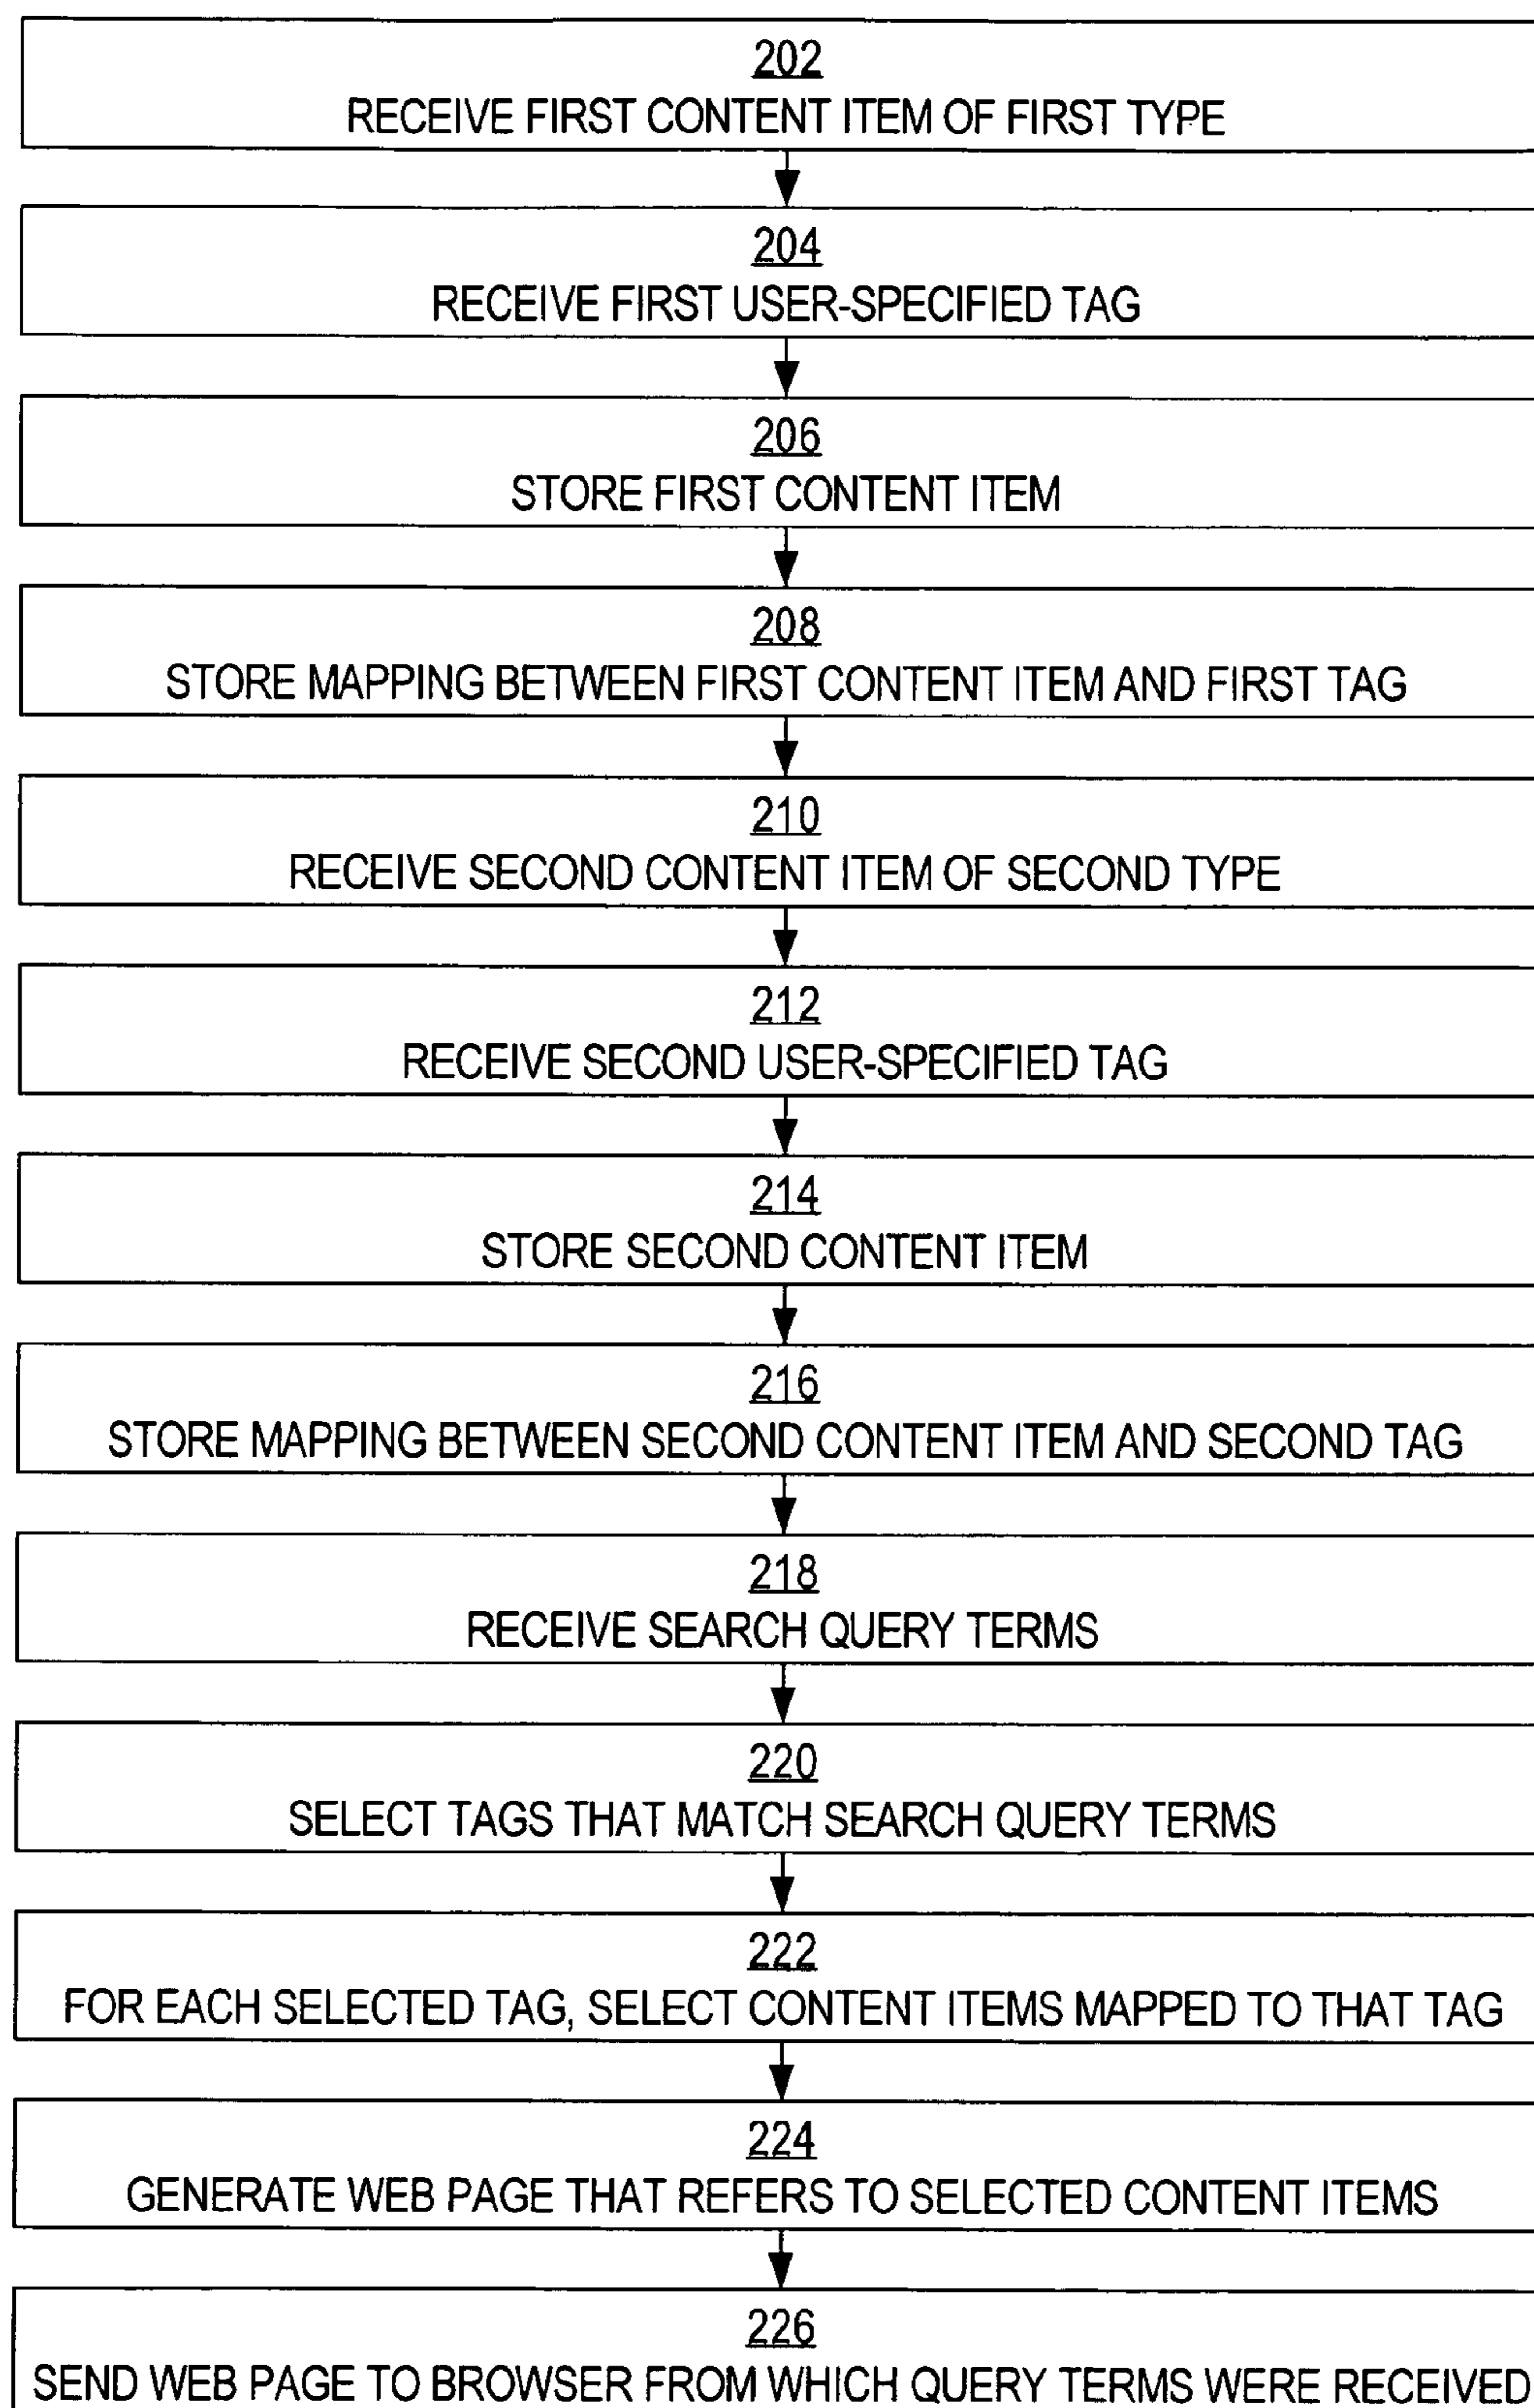 202
RECEIVE FIRST CONTENT ITEM OF FIRST TYPE
204
RECEIVE FIRST USER-SPECIFIED TAG
206
STORE FIRST CONTENT ITEM
208
STORE MAPPING BETWEEN FIRST CONTENT ITEM AND FIRST TAG
210
RECEIVE SECOND CONTENT ITEM OF SECOND TYPE
212
RECEIVE SECOND USER-SPECIFIED TAG
214
STORE SECOND CONTENT ITEM
216
STORE MAPPING BETWEEN SECOND CONTENT ITEM AND SECOND TAG
218
RECEIVE SEARCH QUERY TERMS
220
SELECT TAGS THAT MATCH SEARCH QUERY TERMS
222
FOR EACH SELECTED TAG, SELECT CONTENT ITEMS MAPPED TO THAT TAG
224
GENERATE WEB PAGE THAT REFERS TO SELECTED CONTENT ITEMS
226
SEND WEB PAGE TO BROWSER FROM WHICH QUERY TERMS WERE RECEIVED